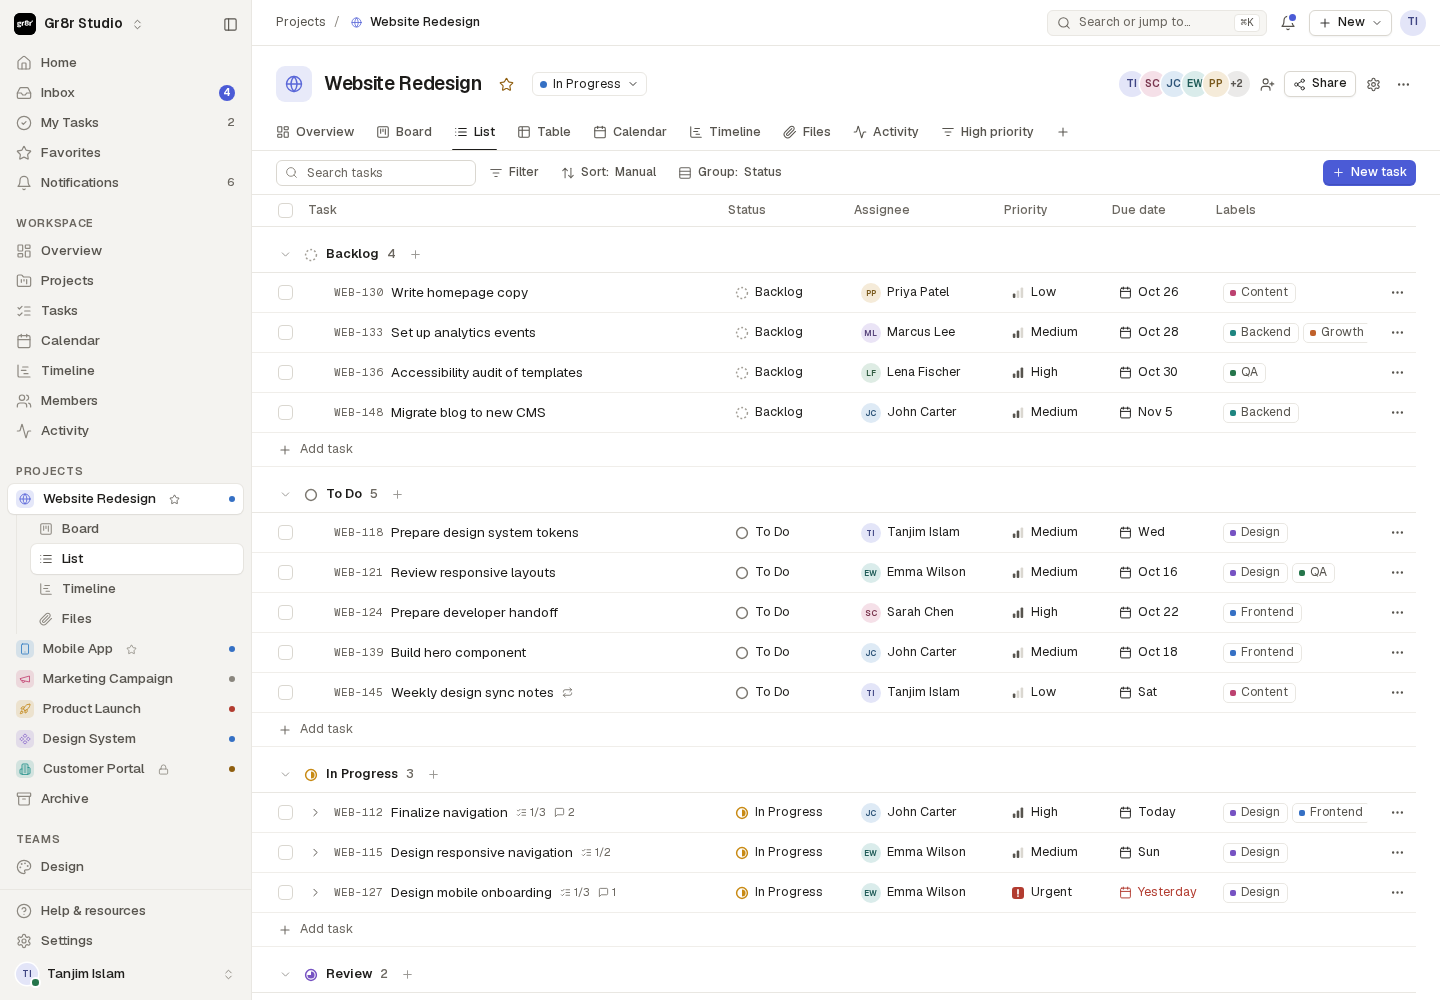 gr8r Gr8r Studio
Home
Inbox 4
My Tasks 2
Favorites
Notifications 6
WORKSPACE
Overview
Projects
Tasks
Calendar
Timeline
Members
Activity
PROJECTS
Website Redesign
Board
List
Timeline
Files
Mobile App
Marketing Campaign
Product Launch
Design System
Customer Portal
Archive
TEAMS
Design
Help & resources
Settings
TI Tanjim Islam
Projects / Website Redesign
Search or jump to... ⌘K
New
TI
Website Redesign
In Progress
TI SC JC EW PP +2
Share
Overview Board List Table Calendar Timeline Files Activity High priority
Search tasks Filter Sort: Manual Group: Status
New task
Task Status Assignee Priority Due date Labels
Backlog 4
WEB-130 Write homepage copy Backlog PP Priya Patel Low Oct 26 Content
WEB-133 Set up analytics events Backlog ML Marcus Lee Medium Oct 28 Backend Growth
WEB-136 Accessibility audit of templates Backlog LF Lena Fischer High Oct 30 QA
WEB-148 Migrate blog to new CMS Backlog JC John Carter Medium Nov 5 Backend
Add task
To Do 5
WEB-118 Prepare design system tokens To Do TI Tanjim Islam Medium Wed Design
WEB-121 Review responsive layouts To Do EW Emma Wilson Medium Oct 16 Design QA
WEB-124 Prepare developer handoff To Do SC Sarah Chen High Oct 22 Frontend
WEB-139 Build hero component To Do JC John Carter Medium Oct 18 Frontend
WEB-145 Weekly design sync notes To Do TI Tanjim Islam Low Sat Content
Add task
In Progress 3
WEB-112 Finalize navigation 1/3 2 In Progress JC John Carter High Today Design Frontend
WEB-115 Design responsive navigation 1/2 In Progress EW Emma Wilson Medium Sun Design
WEB-127 Design mobile onboarding 1/3 1 In Progress EW Emma Wilson Urgent Yesterday Design
Add task
Review 2